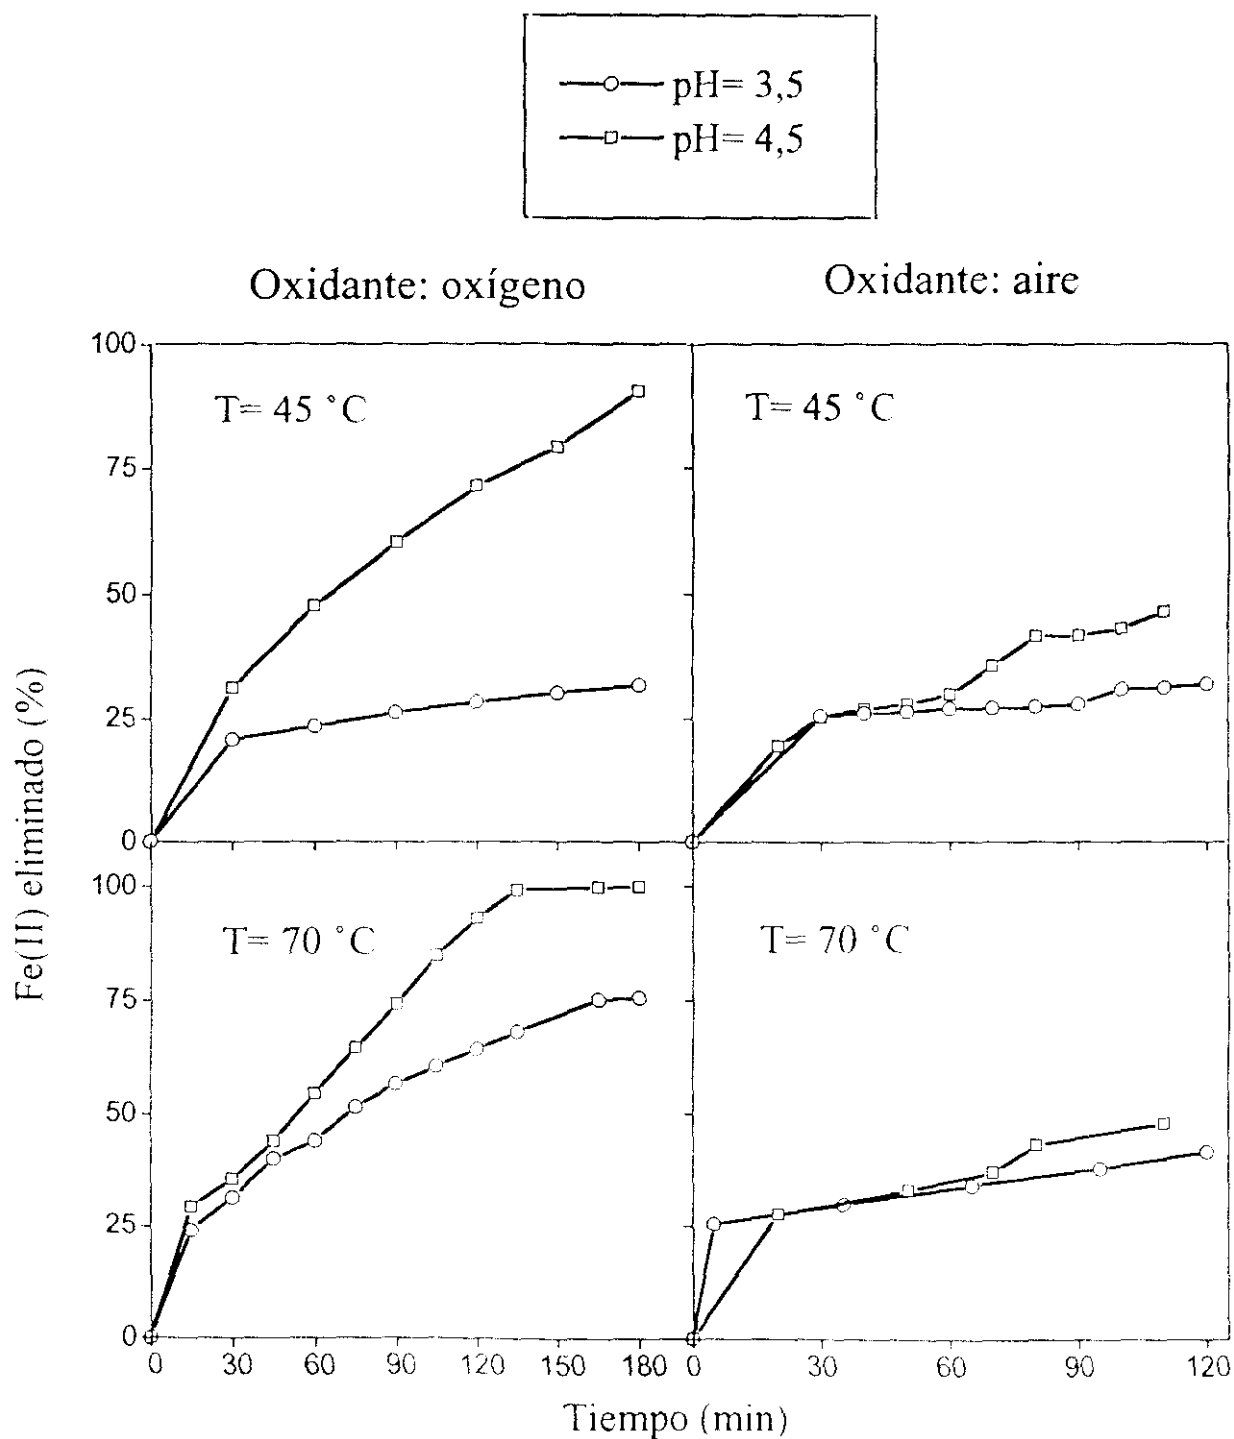 pH= 3,5
pH= 4,5
Oxidante: oxígeno
Oxidante: aire
T= 45 °C
T= 45 °C
T= 70 °C
T= 70 °C
Fe(II) eliminado (%)
100
75
50
25
0
100
75
50
25
0
0 30 60 90 120 150 180
0 30 60 90 120
Tiempo (min)